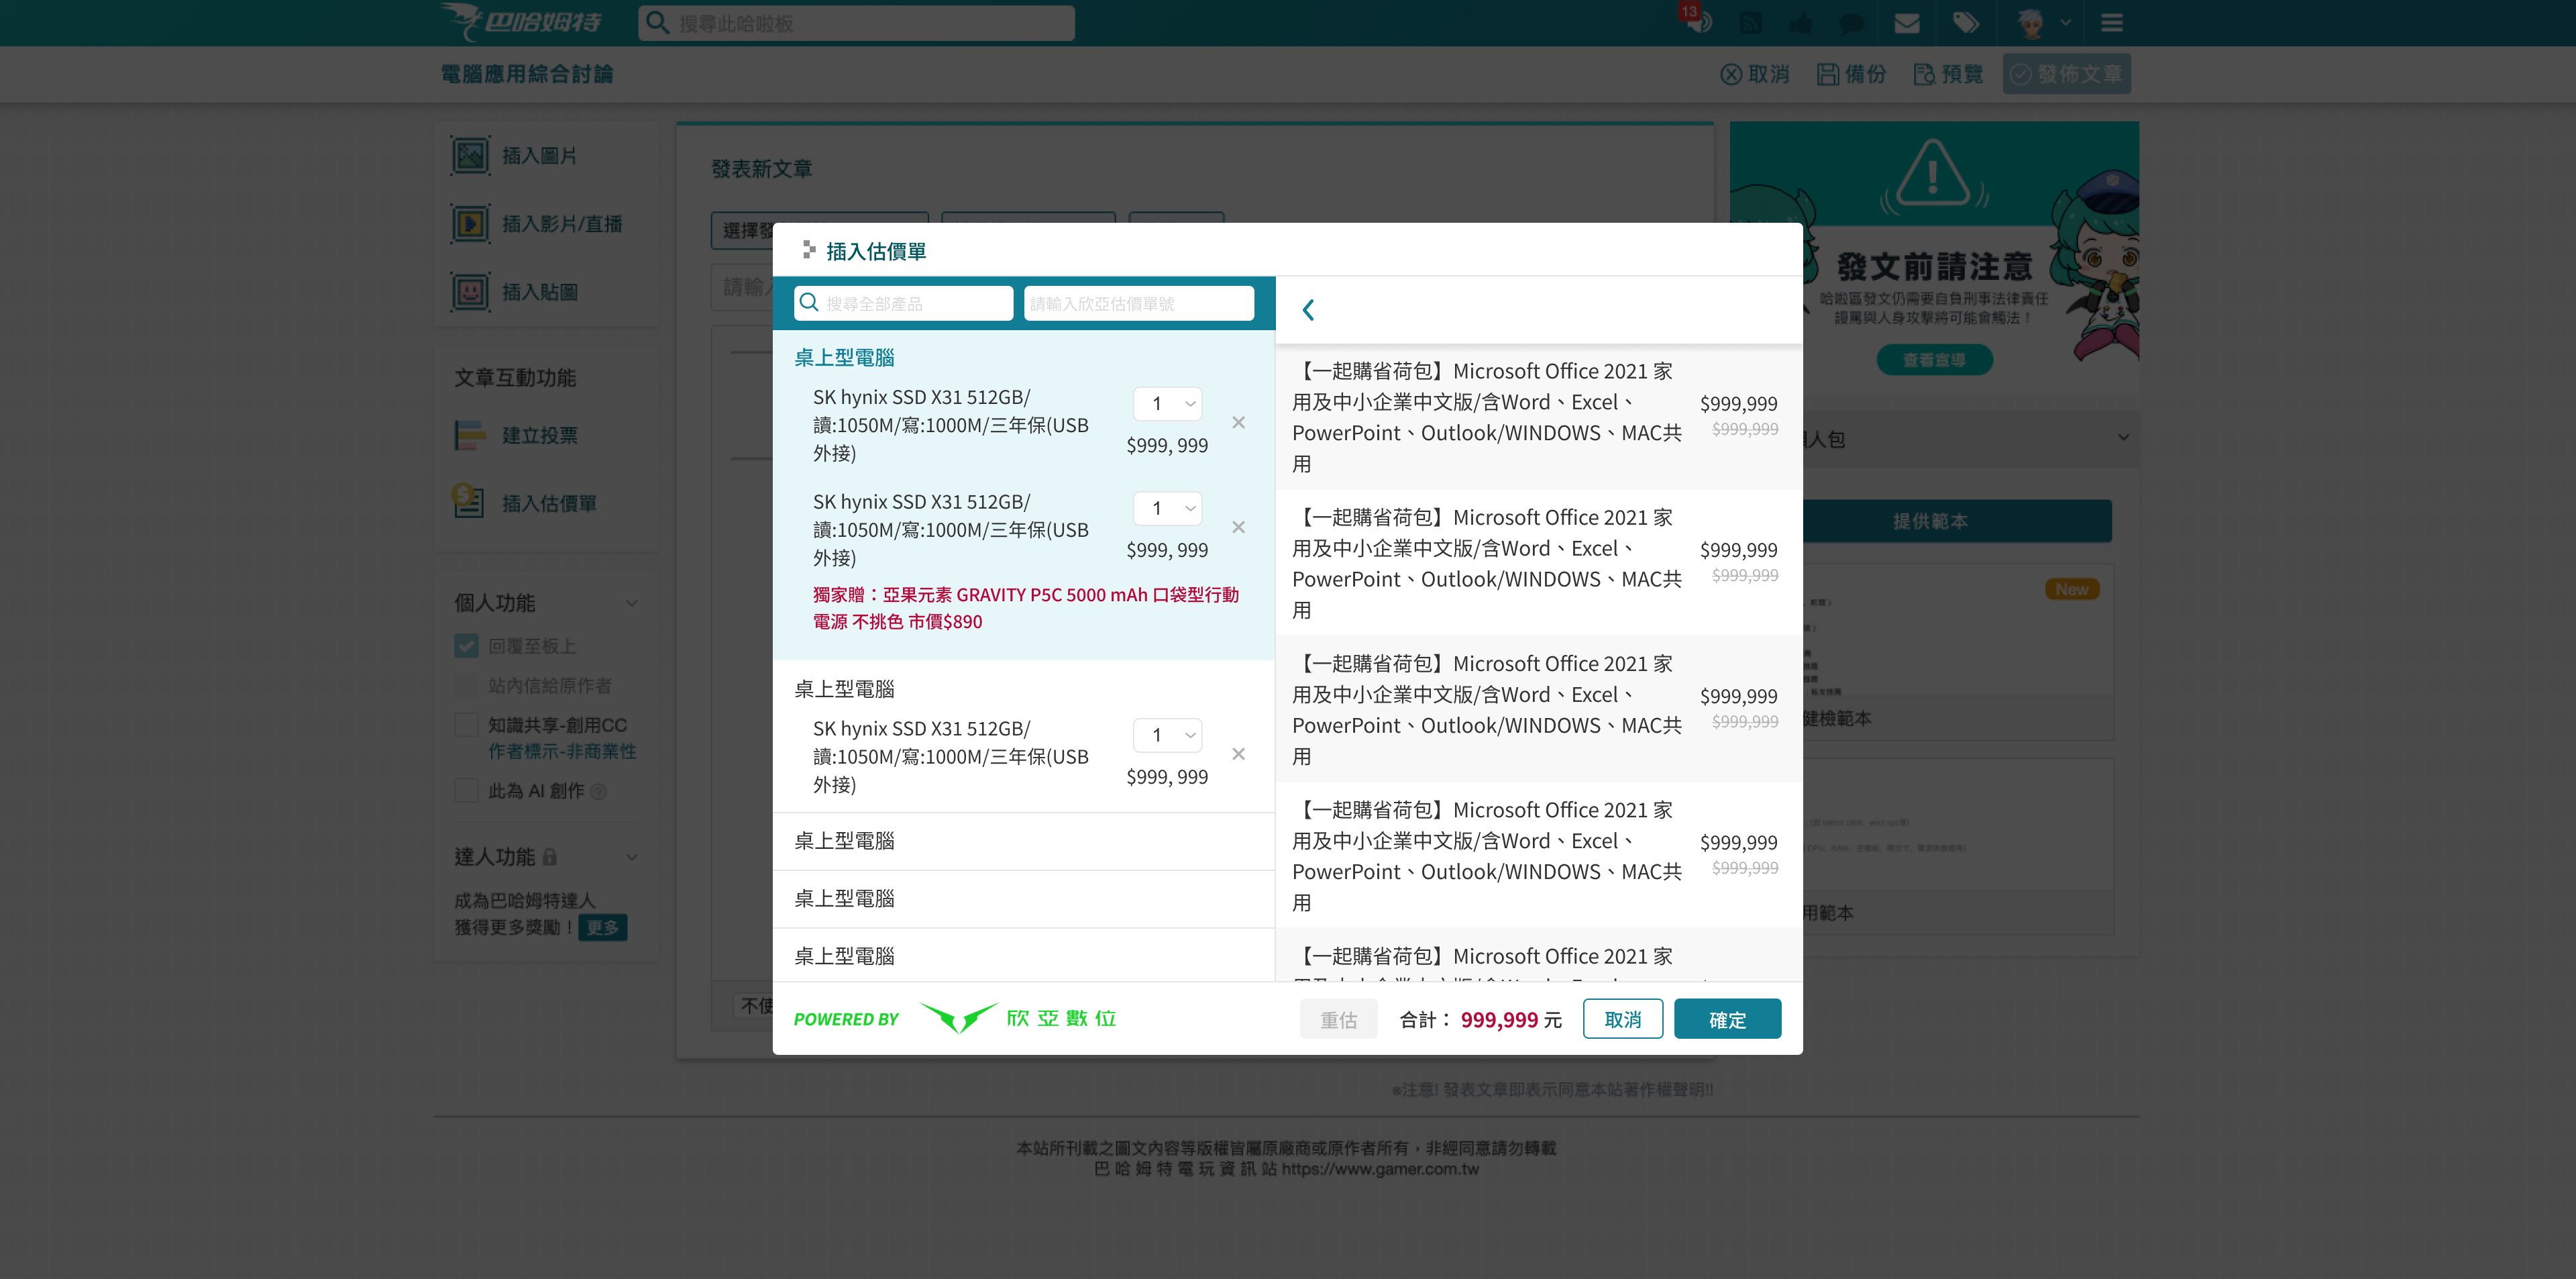 巴哈姆特
搜尋此哈啦板
13
電腦應用綜合討論
取消
備份
預覽
發佈文章
插入圖片
插入影片/直播
插入貼圖
文章互動功能
建立投票
插入估價單
個人功能
回覆至板上
站內信給原作者
知識共享-創用CC
作者標示-非商業性
此為 AI 創作
達人功能
成為巴哈姆特達人
獲得更多獎勵！ 更多
發表新文章
選擇發
請輸入
不使
插入估價單
搜尋全部產品
請輸入欣亞估價單號
桌上型電腦
SK hynix SSD X31 512GB/
讀:1050M/寫:1000M/三年保(USB
外接)
1
$999, 999
SK hynix SSD X31 512GB/
讀:1050M/寫:1000M/三年保(USB
外接)
1
$999, 999
獨家贈：亞果元素 GRAVITY P5C 5000 mAh 口袋型行動
電源 不挑色 市價$890
桌上型電腦
SK hynix SSD X31 512GB/
讀:1050M/寫:1000M/三年保(USB
外接)
1
$999, 999
桌上型電腦
桌上型電腦
桌上型電腦
【一起購省荷包】Microsoft Office 2021 家
用及中小企業中文版/含Word、Excel、
PowerPoint、Outlook/WINDOWS、MAC共
用
$999,999
$999,999
【一起購省荷包】Microsoft Office 2021 家
用及中小企業中文版/含Word、Excel、
PowerPoint、Outlook/WINDOWS、MAC共
用
$999,999
$999,999
【一起購省荷包】Microsoft Office 2021 家
用及中小企業中文版/含Word、Excel、
PowerPoint、Outlook/WINDOWS、MAC共
用
$999,999
$999,999
【一起購省荷包】Microsoft Office 2021 家
用及中小企業中文版/含Word、Excel、
PowerPoint、Outlook/WINDOWS、MAC共
用
$999,999
$999,999
【一起購省荷包】Microsoft Office 2021 家
POWERED BY
欣亞數位
重估
合計： 999,999 元
取消
確定
發文前請注意
哈啦區發文仍需要自負刑事法律責任
謾罵與人身攻擊將可能會觸法！
查看宣導
人包
提供範本
New
健檢範本
用範本
※注意! 發表文章即表示同意本站著作權聲明!!
本站所刊載之圖文內容等版權皆屬原廠商或原作者所有，非經同意請勿轉載
巴哈姆特電玩資訊站 https://www.gamer.com.tw